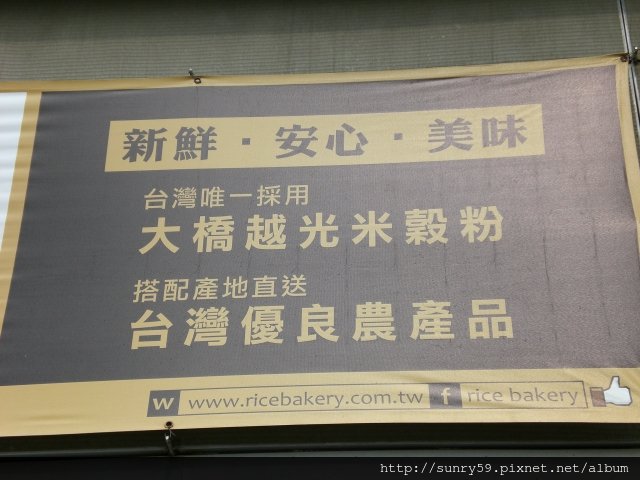 新鮮・安心・美味
台灣唯一採用
大橋越光米穀粉
搭配產地直送
台灣優良農產品
w www.ricebakery.com.tw f rice bakery
http://sunry59.pixnet.net/album